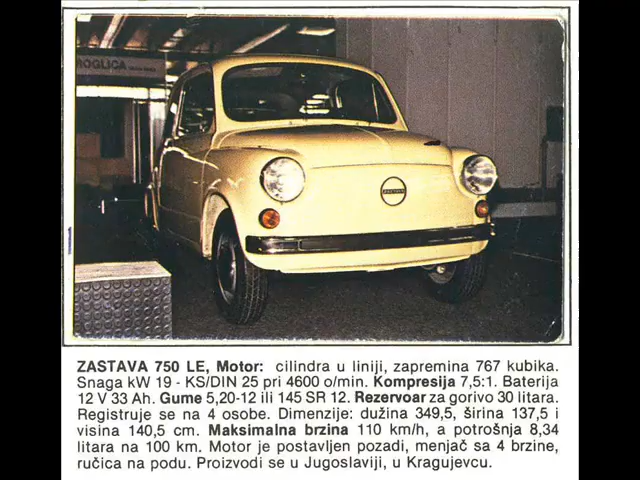 ROGLICA
ZASTAVA
ZASTAVA 750 LE, Motor: cilindra u liniji, zapremina 767 kubika.
Snaga kW 19 - KS/DIN 25 pri 4600 o/min. Kompresija 7,5:1. Baterija
12 V 33 Ah. Gume 5,20-12 ili 145 SR 12. Rezervoar za gorivo 30 litara.
Registruje se na 4 osobe. Dimenzije: dužina 349,5, širina 137,5 i
visina 140,5 cm. Maksimalna brzina 110 km/h, a potrošnja 8,34
litara na 100 km. Motor je postavljen pozadi, menjač sa 4 brzine,
ručica na podu. Proizvodi se u Jugoslaviji, u Kragujevcu.